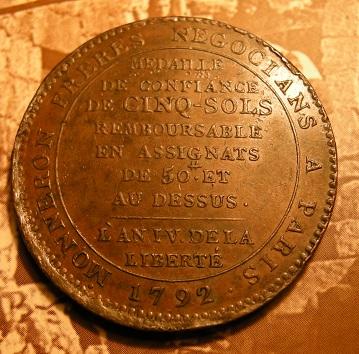 MONNERON FRERES NEGOCIANS A PARIS
MEDAILLE
DE CONFIANCE
DE CINQ-SOLS
REMBOURSABLE
EN ASSIGNATS
DE 50.ᴸ ET
AU DESSUS.
L'AN IV. DE LA
LIBERTÉ
.1792.